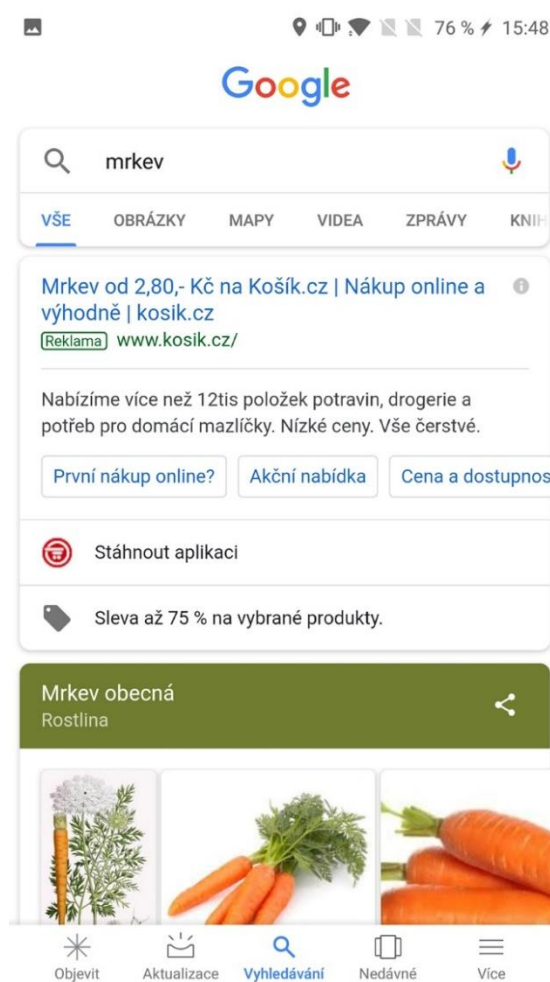 76 % 15:48
Google
mrkev
VŠE OBRÁZKY MAPY VIDEA ZPRÁVY KNIH
Mrkev od 2,80,- Kč na Košík.cz | Nákup online a
výhodně | kosik.cz
Reklama www.kosik.cz/
Nabízíme více než 12tis položek potravin, drogerie a
potřeb pro domácí mazlíčky. Nízké ceny. Vše čerstvé.
První nákup online? Akční nabídka Cena a dostupnos
Stáhnout aplikaci
Sleva až 75 % na vybrané produkty.
Mrkev obecná
Rostlina
Objevit Aktualizace Vyhledávání Nedávné Více